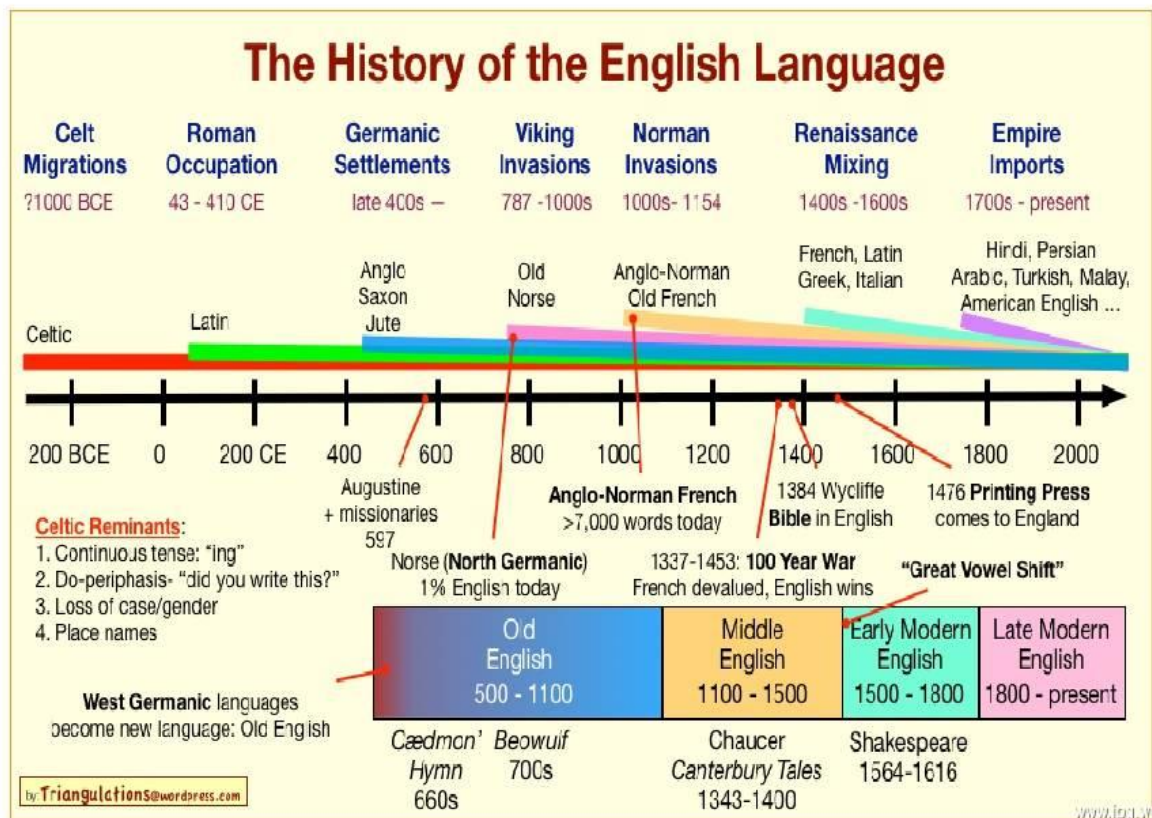 The History of the English Language
Celt
Migrations
?1000 BCE
Roman
Occupation
43 - 410 CE
Germanic
Settlements
late 400s –
Viking
Invasions
787 -1000s
Norman
Invasions
1000s- 1154
Renaissance
Mixing
1400s -1600s
Empire
Imports
1700s - present
Celtic
Latin
Anglo
Saxon
Jute
Old
Norse
Anglo-Norman
Old French
French, Latin
Greek, Italian
Hindi, Persian
Arabic, Turkish, Malay,
American English ...
200 BCE 0 200 CE 400 600 800 1000 1200 1400 1600 1800 2000
Augustine
+ missionaries
597
Norse (North Germanic)
1% English today
Anglo-Norman French
>7,000 words today
1337-1453: 100 Year War
French devalued, English wins
1384 Wycliffe
Bible in English
1476 Printing Press
comes to England
"Great Vowel Shift"
Celtic Reminants:
1. Continuous tense: "ing"
2. Do-periphasis- "did you write this?"
3. Loss of case/gender
4. Place names
West Germanic languages
become new language: Old English
Old
English
500 - 1100
Middle
English
1100 - 1500
Early Modern
English
1500 - 1800
Late Modern
English
1800 - present
Cædmon'
Hymn
660s
Beowulf
700s
Chaucer
Canterbury Tales
1343-1400
Shakespeare
1564-1616
by: Triangulations@wordpress.com